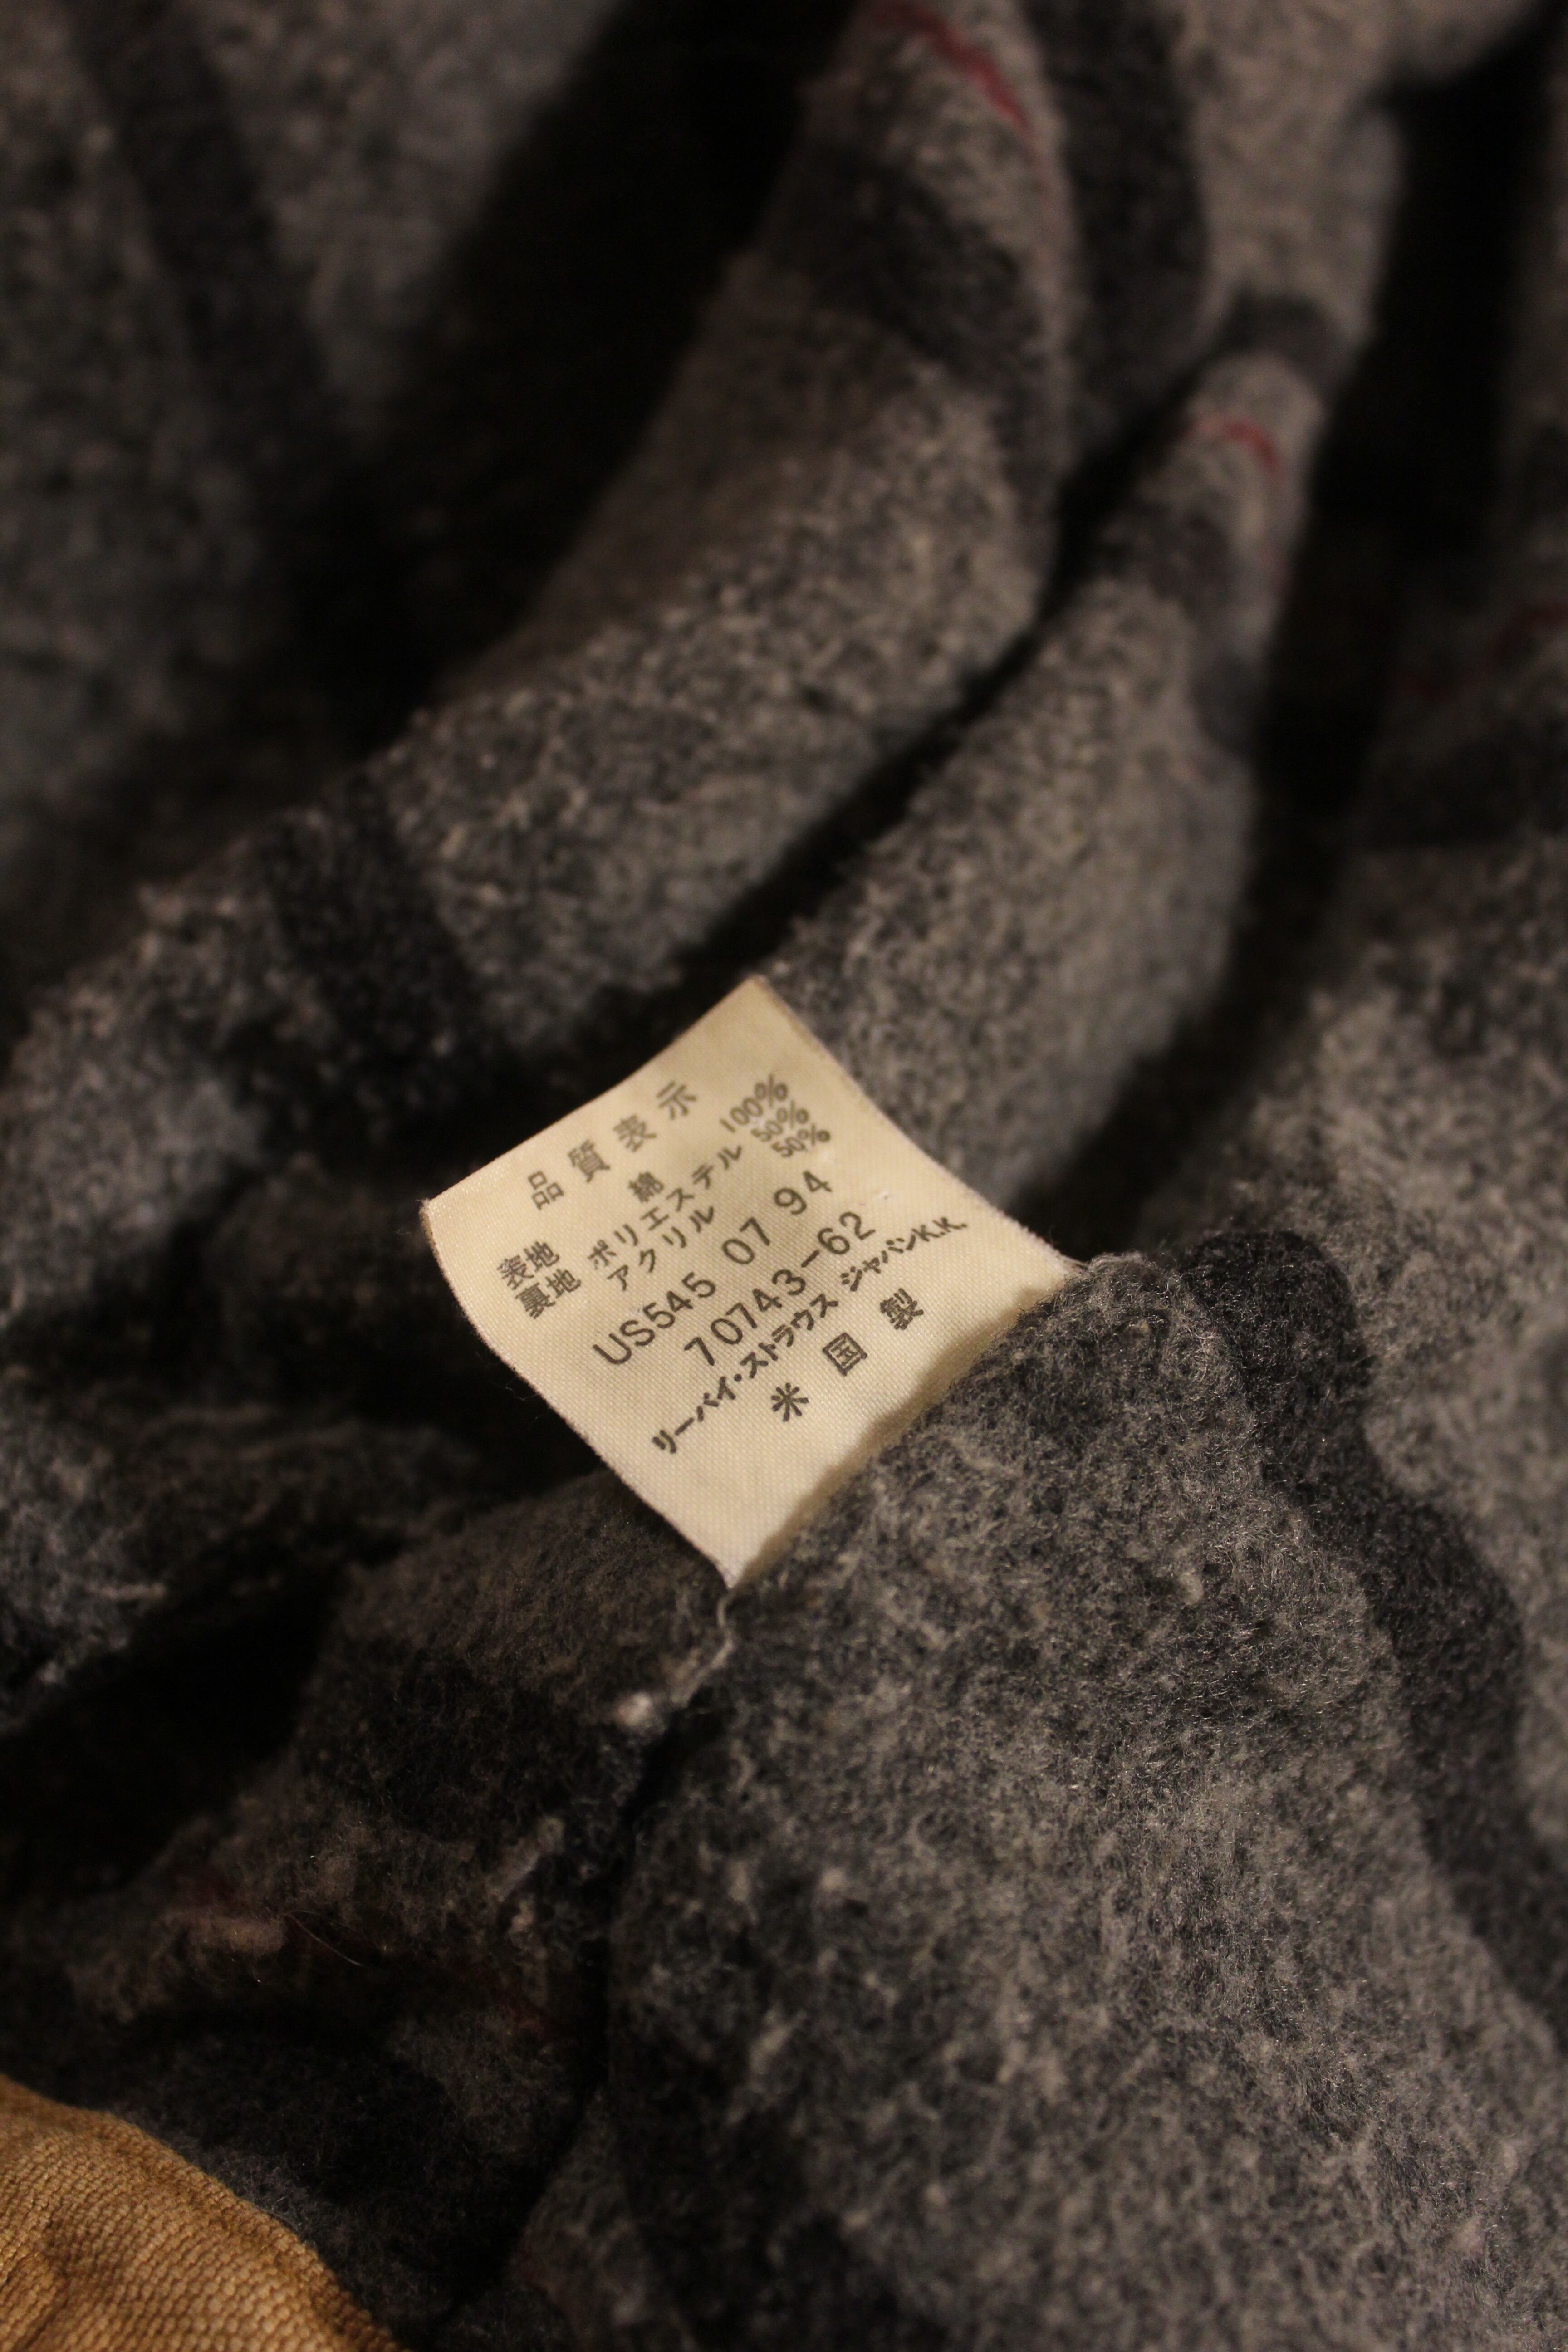 品質表示
表地 綿 100%
裏地 ポリエステル 50%
アクリル 50%
US545 07 94
70743-62
リーバイ・ストラウス ジャパンK.K.
米国製